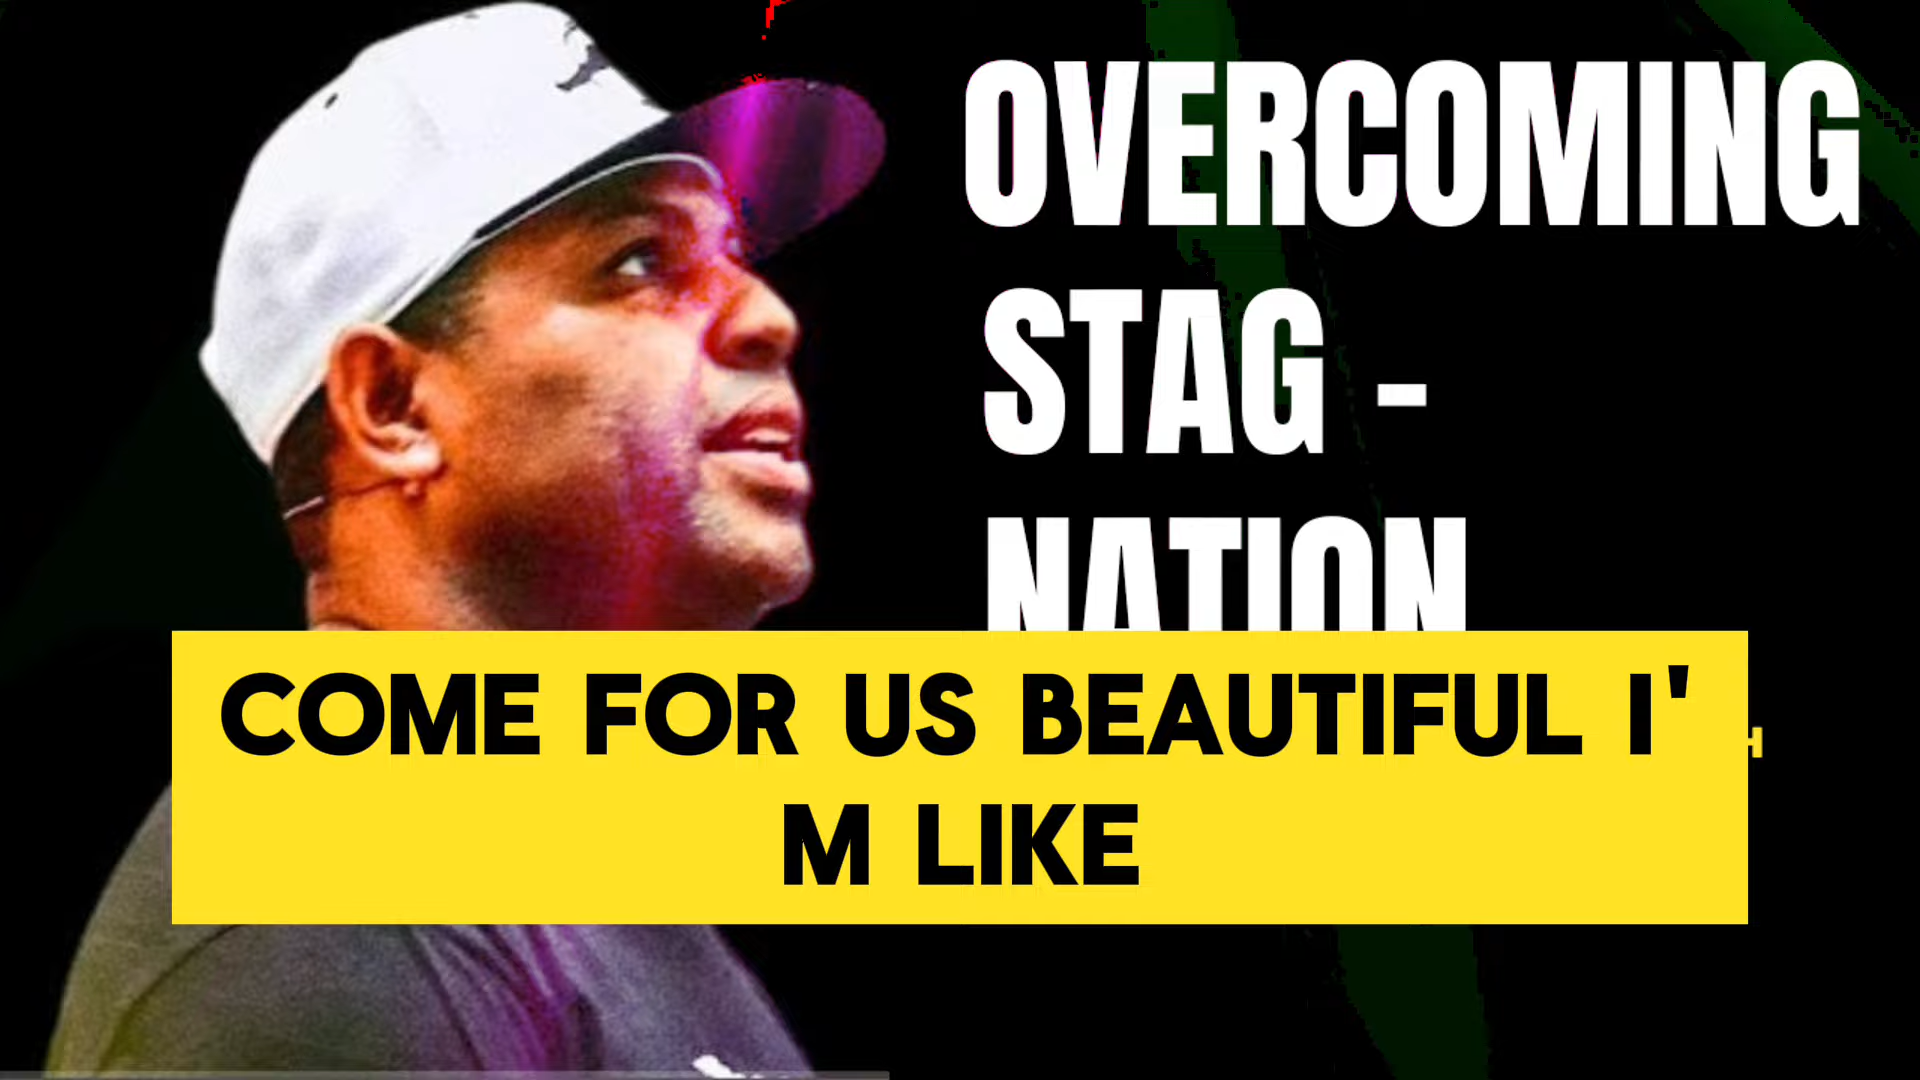 OVERCOMING
STAG -
NATION
COME FOR US BEAUTIFUL I'
M LIKE